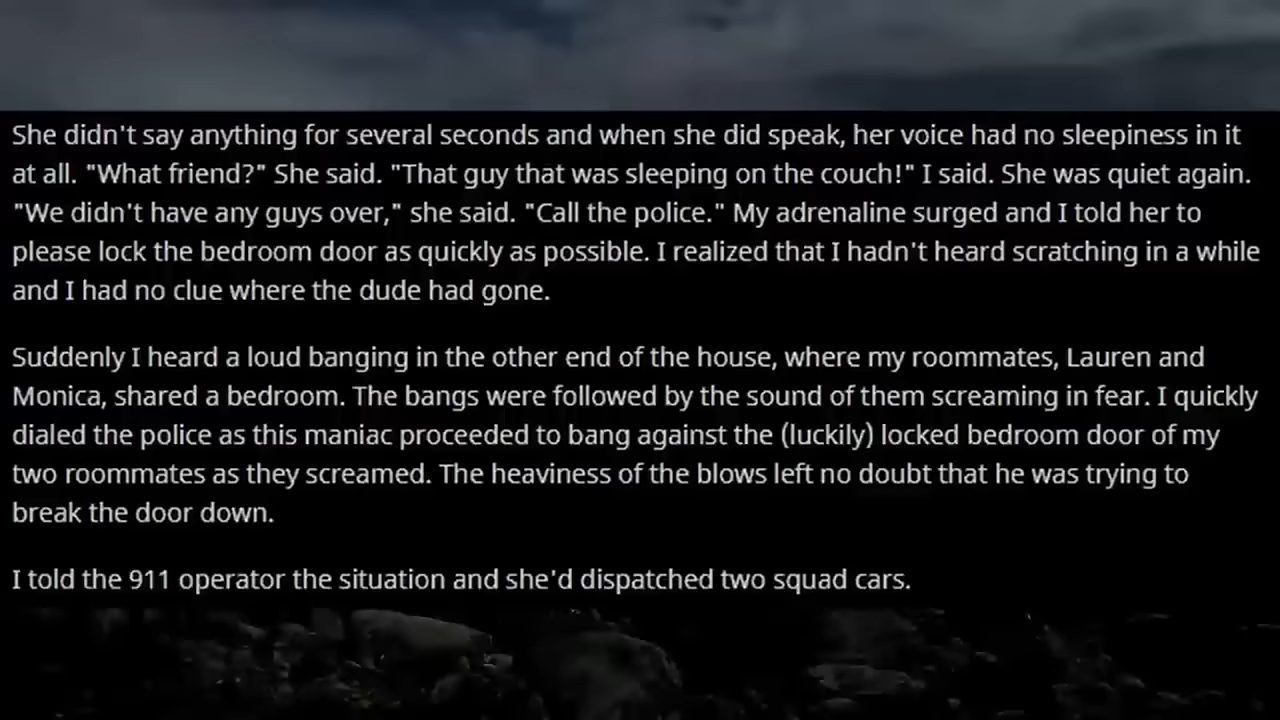 She didn't say anything for several seconds and when she did speak, her voice had no sleepiness in it
at all. "What friend?" She said. "That guy that was sleeping on the couch!" I said. She was quiet again.
"We didn't have any guys over," she said. "Call the police." My adrenaline surged and I told her to
please lock the bedroom door as quickly as possible. I realized that I hadn't heard scratching in a while
and I had no clue where the dude had gone.
Suddenly I heard a loud banging in the other end of the house, where my roommates, Lauren and
Monica, shared a bedroom. The bangs were followed by the sound of them screaming in fear. I quickly
dialed the police as this maniac proceeded to bang against the (luckily) locked bedroom door of my
two roommates as they screamed. The heaviness of the blows left no doubt that he was trying to
break the door down.
I told the 911 operator the situation and she'd dispatched two squad cars.